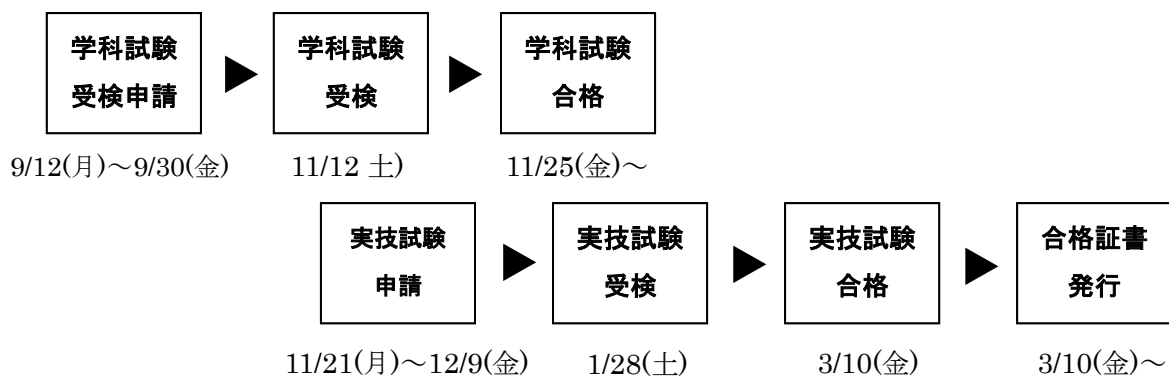 学科試験
受検申請
学科試験
受検
学科試験
合格
9/12(月)～9/30(金)
11/12 土)
11/25(金)～
実技試験
申請
実技試験
受検
実技試験
合格
合格証書
発行
11/21(月)～12/9(金)
1/28(土)
3/10(金)
3/10(金)～